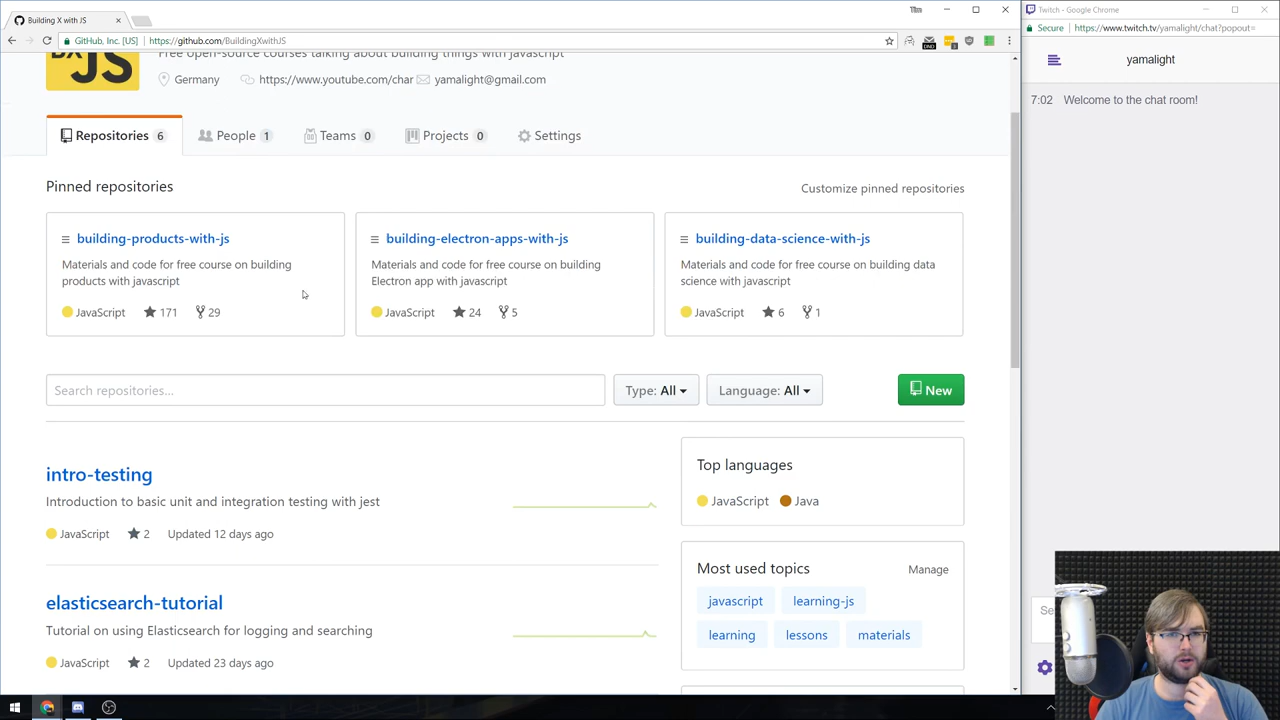 Building X with JS
Twitch - Google Chrome
GitHub, Inc. [US] https://github.com/BuildingXwithJS
Secure https://www.twitch.tv/yamalight/chat?popout=
JS
Free open-source courses talking about building things with javascript
Germany https://www.youtube.com/char yamalight@gmail.com
yamalight
7:02 Welcome to the chat room!
Repositories 6 People 1 Teams 0 Projects 0 Settings
Pinned repositories Customize pinned repositories
building-products-with-js
Materials and code for free course on building
products with javascript
JavaScript 171 29
building-electron-apps-with-js
Materials and code for free course on building
Electron app with javascript
JavaScript 24 5
building-data-science-with-js
Materials and code for free course on building data
science with javascript
JavaScript 6 1
Search repositories... Type: All Language: All New
intro-testing
Introduction to basic unit and integration testing with jest
JavaScript 2 Updated 12 days ago
elasticsearch-tutorial
Tutorial on using Elasticsearch for logging and searching
JavaScript 2 Updated 23 days ago
Top languages
JavaScript Java
Most used topics Manage
javascript learning-js
learning lessons materials